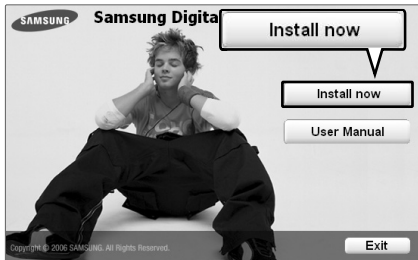 SAMSUNG
Samsung Digita
Install now
Install now
User Manual
Copyright © 2006 SAMSUNG. All Rights Reserved.
Exit